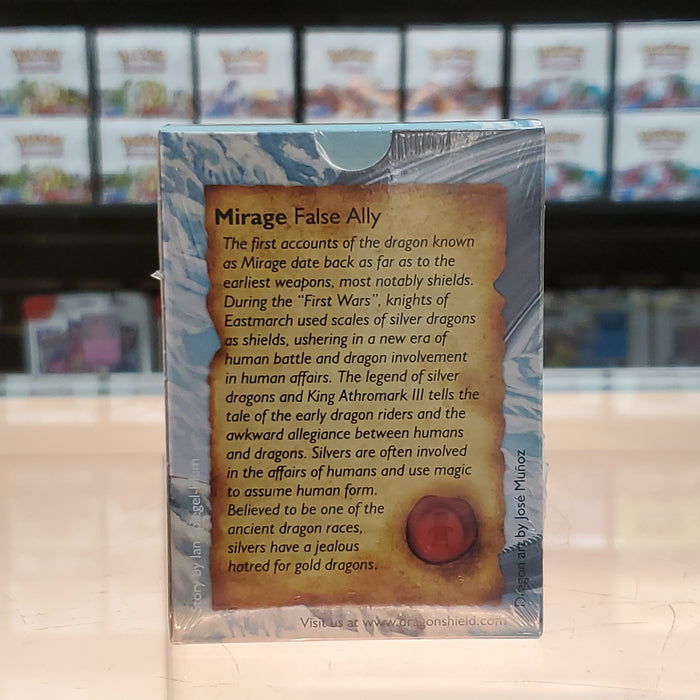 Mirage False Ally
The first accounts of the dragon known
as Mirage date back as far as to the
earliest weapons, most notably shields.
During the “First Wars”, knights of
Eastmarch used scales of silver dragons
as shields, ushering in a new era of
human battle and dragon involvement
in human affairs. The legend of silver
dragons and King Athromark III tells the
tale of the early dragon riders and the
awkward allegiance between humans
and dragons. Silvers are often involved
in the affairs of humans and use magic
to assume human form.
Believed to be one of the
ancient dragon races,
silvers have a jealous
hatred for gold dragons.
Story by Ian
Dragon art by José Muñoz
Visit us at www.dragonshield.com